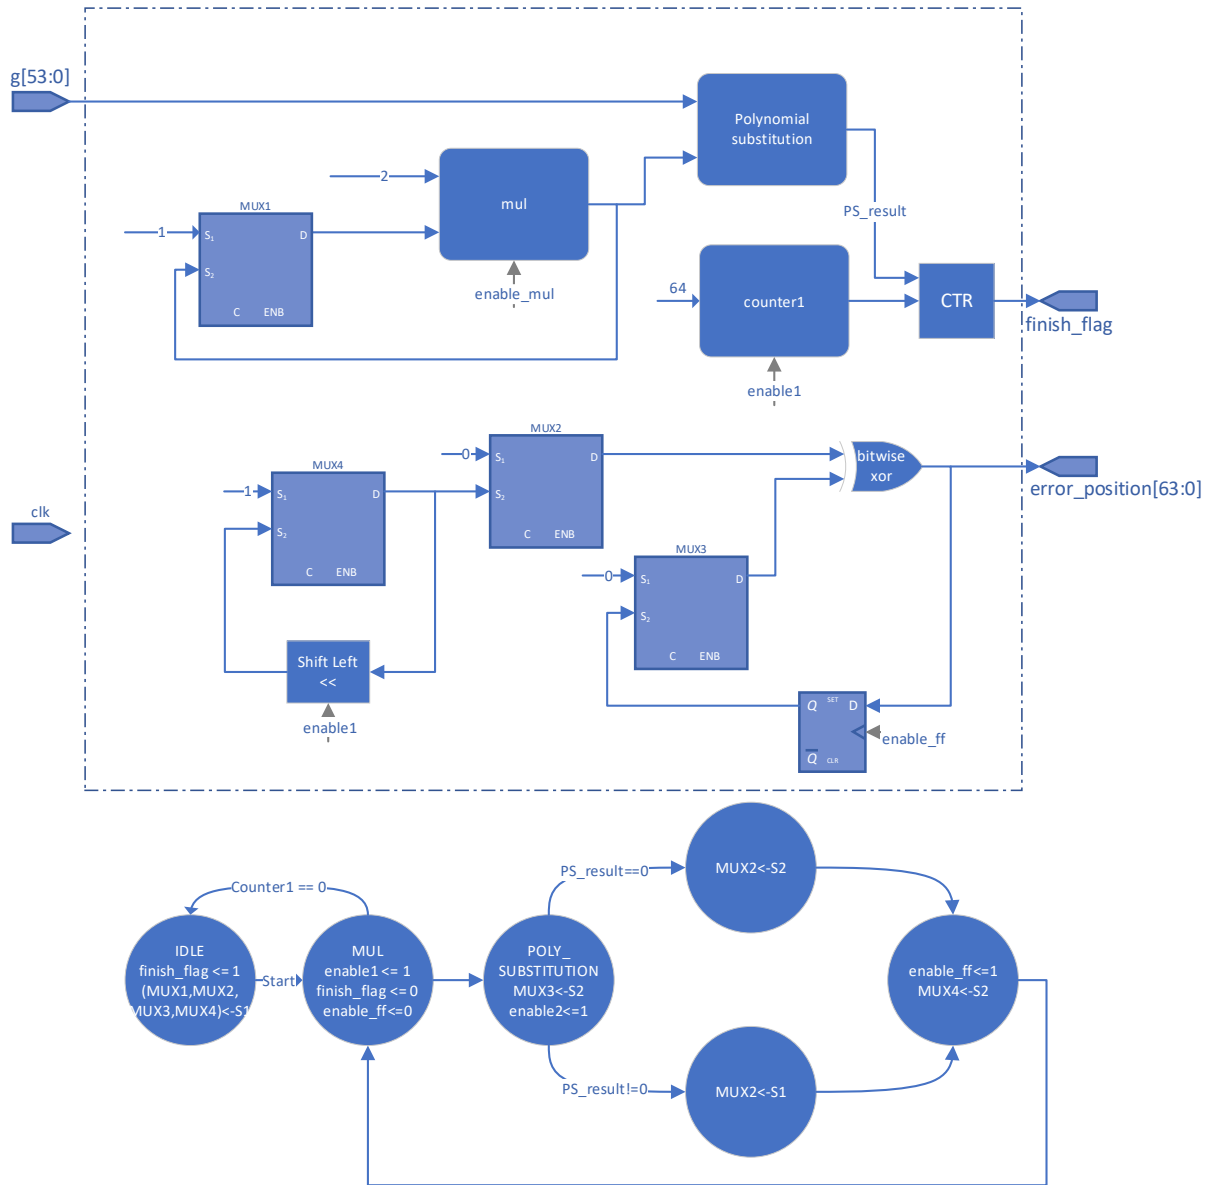 g[53:0]
Polynomial
substitution
2
mul
MUX1
1
S1
D
S2
C ENB
enable_mul
PS_result
64
counter1
CTR
finish_flag
enable1
MUX2
0
S1
D
S2
C ENB
bitwise
xor
error_position[63:0]
MUX4
1
S1
D
S2
C ENB
clk
MUX3
0
S1
D
S2
C ENB
Shift Left
<<
enable1
Q SET D
enable_ff
Q CLR
MUX2<-S2
PS_result==0
Counter1 == 0
IDLE
finish_flag <= 1
(MUX1,MUX2,
MUX3,MUX4)<-S1
Start
MUL
enable1 <= 1
finish_flag <=0
enable_ff<=0
POLY_
SUBSTITUTION
MUX3<-S2
enable2<=1
enable_ff<=1
MUX4<-S2
PS_result!=0
MUX2<-S1